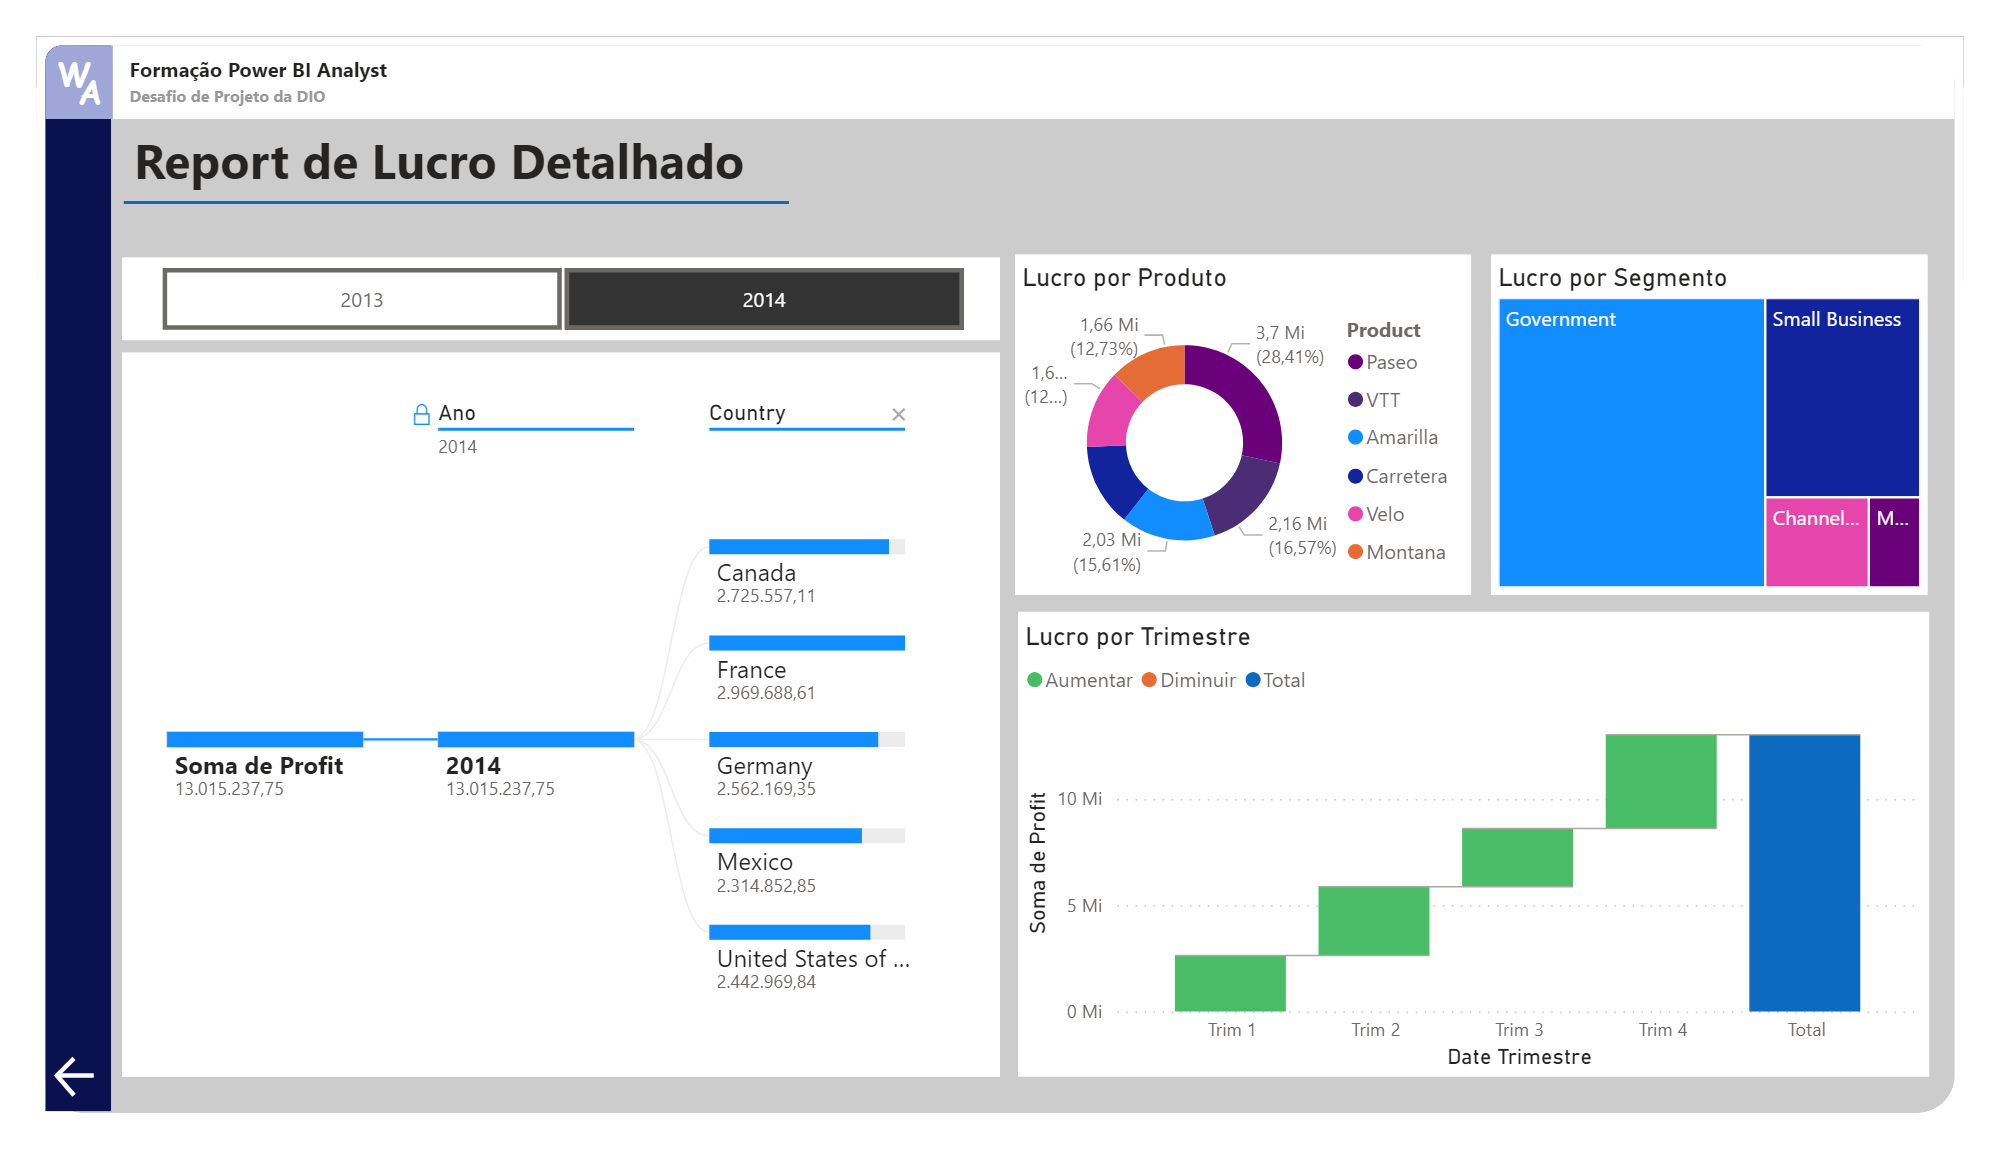 WA
Formação Power BI Analyst
Desafio de Projeto da DIO
Report de Lucro Detalhado
2013
2014
Ano
2014
Country
Soma de Profit
13.015.237,75
2014
13.015.237,75
Canada
2.725.557,11
France
2.969.688,61
Germany
2.562.169,35
Mexico
2.314.852,85
United States of ...
2.442.969,84
Lucro por Produto
1,66 Mi
(12,73%)
3,7 Mi
(28,41%)
1,6...
(12...)
2,16 Mi
(16,57%)
2,03 Mi
(15,61%)
Product
Paseo
VTT
Amarilla
Carretera
Velo
Montana
Lucro por Segmento
Government
Small Business
Channel...
M...
Lucro por Trimestre
Aumentar
Diminuir
Total
Soma de Profit
10 Mi
5 Mi
0 Mi
Trim 1
Trim 2
Trim 3
Trim 4
Total
Date Trimestre